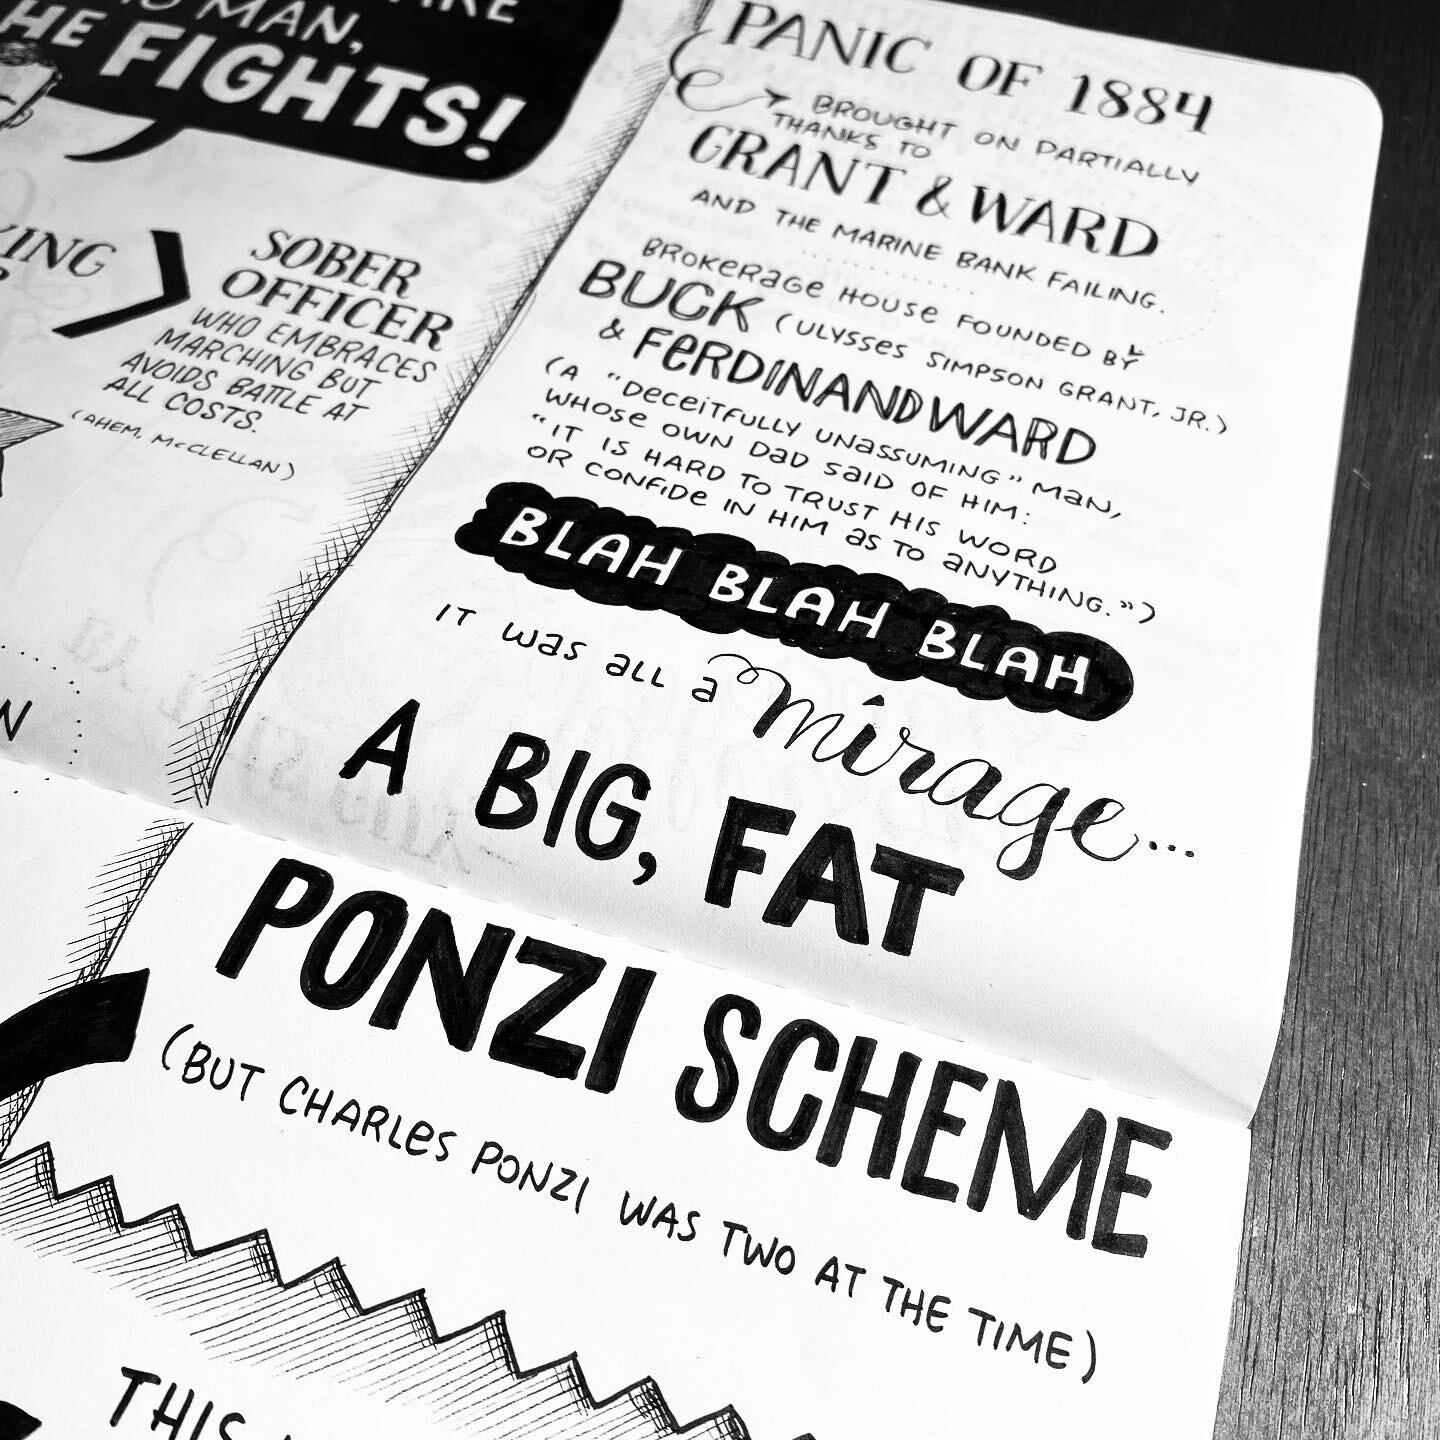 MAN,
HE FIGHTS!
SOBER
OFFICER
WHO EMBRACES
MARCHING BUT
AVOIDS BATTLE AT
ALL COSTS.
(AHEM, McCLELLAN)
PANIC OF 1884
BROUGHT ON PARTIALLY
THANKS TO
GRANT & WARD
AND THE MARINE BANK FAILING.
BROKERAGE HOUSE FOUNDED BY
BUCK (ULYSSES SIMPSON GRANT, JR.)
& FERDINAND WARD
(A "DECEITFULLY UNASSUMING" MAN,
WHOSE OWN DAD SAID OF HIM:
"IT IS HARD TO TRUST HIS WORD
OR CONFIDE IN HIM AS TO ANYTHING.")
BLAH BLAH BLAH
IT WAS ALL A mirage...
A BIG, FAT
PONZI SCHEME
(BUT CHARLES PONZI WAS TWO AT THE TIME)
THIS